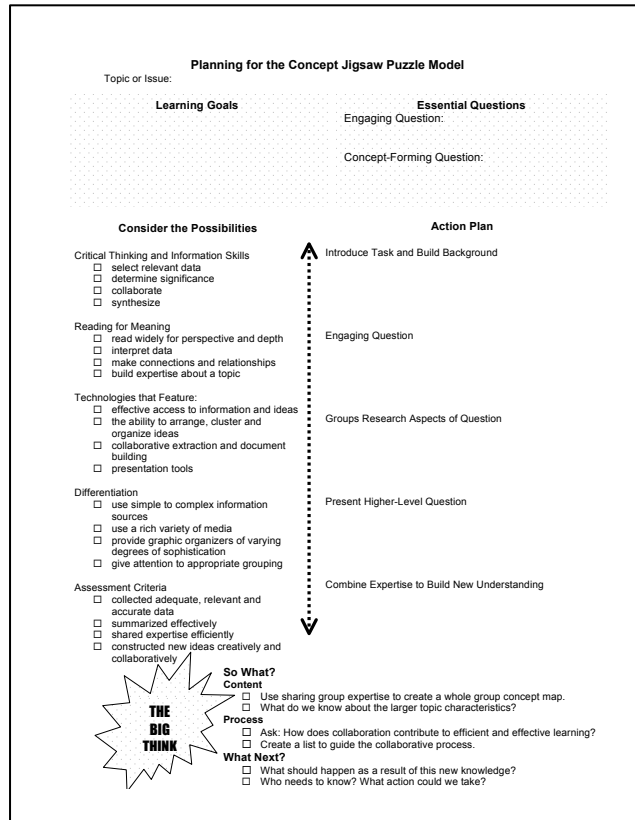 Planning for the Concept Jigsaw Puzzle Model
Topic or Issue:
Learning Goals
Essential Questions
Engaging Question:
Concept-Forming Question:
Consider the Possibilities
Critical Thinking and Information Skills
☐ select relevant data
☐ determine significance
☐ collaborate
☐ synthesize
Reading for Meaning
☐ read widely for perspective and depth
☐ interpret data
☐ make connections and relationships
☐ build expertise about a topic
Technologies that Feature:
☐ effective access to information and ideas
☐ the ability to arrange, cluster and
organize ideas
☐ collaborative extraction and document
building
☐ presentation tools
Differentiation
☐ use simple to complex information
sources
☐ use a rich variety of media
☐ provide graphic organizers of varying
degrees of sophistication
☐ give attention to appropriate grouping
Assessment Criteria
☐ collected adequate, relevant and
accurate data
☐ summarized effectively
☐ shared expertise efficiently
☐ constructed new ideas creatively and
collaboratively
Action Plan
Introduce Task and Build Background
Engaging Question
Groups Research Aspects of Question
Present Higher-Level Question
Combine Expertise to Build New Understanding
THE
BIG
THINK
So What?
Content
☐ Use sharing group expertise to create a whole group concept map.
☐ What do we know about the larger topic characteristics?
Process
☐ Ask: How does collaboration contribute to efficient and effective learning?
☐ Create a list to guide the collaborative process.
What Next?
☐ What should happen as a result of this new knowledge?
☐ Who needs to know? What action could we take?